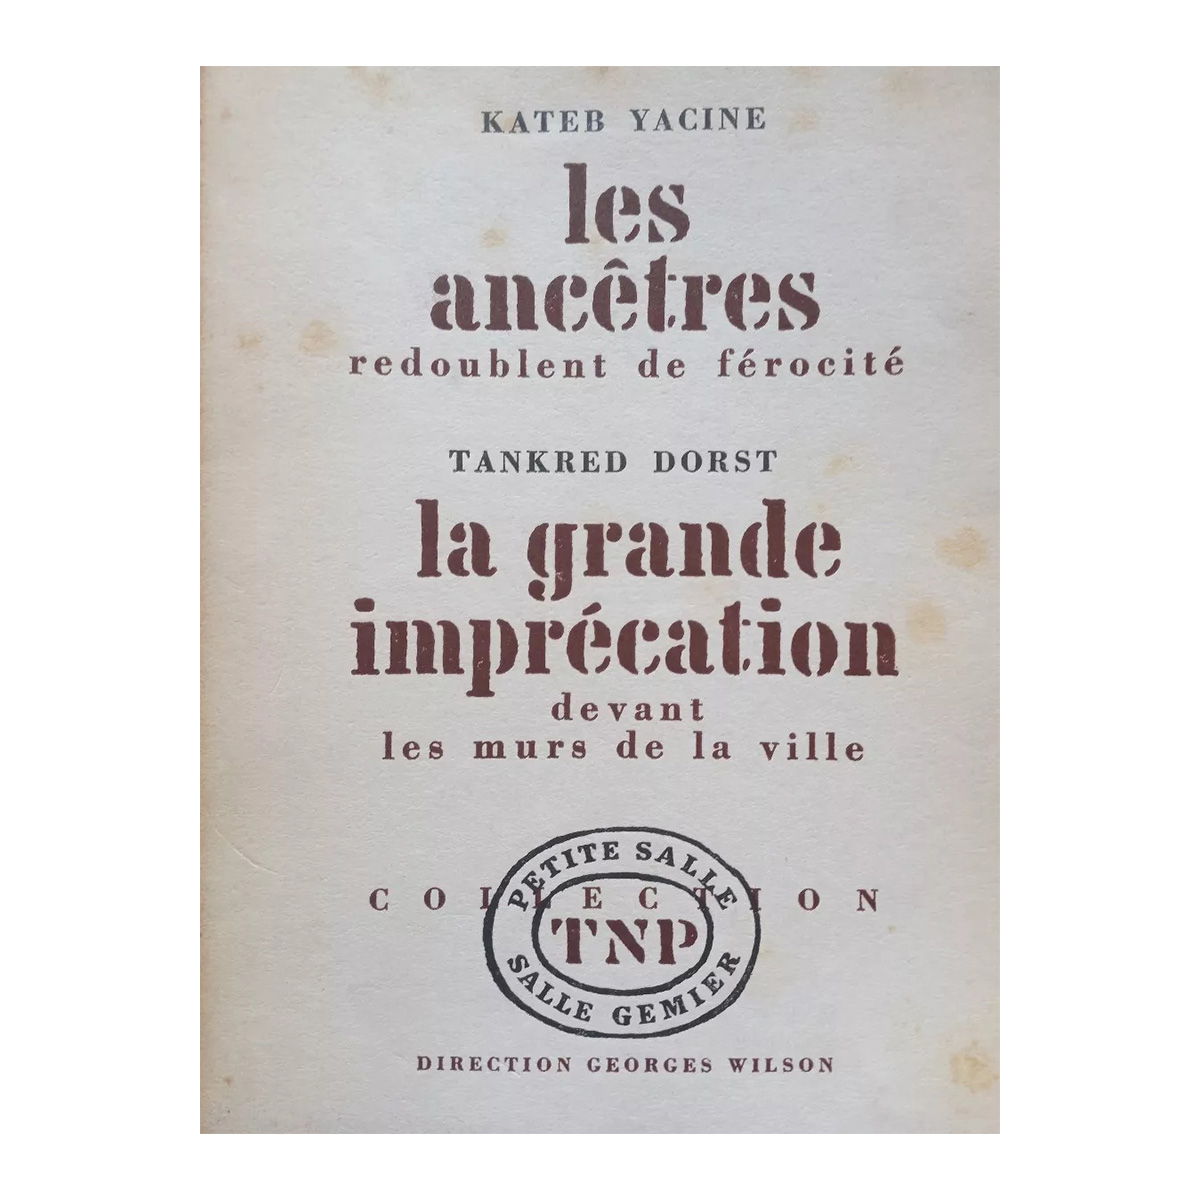 KATEB YACINE
les
ancêtres
redoublent de férocité
TANKRED DORST
la grande
imprécation
devant
les murs de la ville
PETITE SALLE
COLLECTION
TNP
SALLE GEMIER
DIRECTION GEORGES WILSON